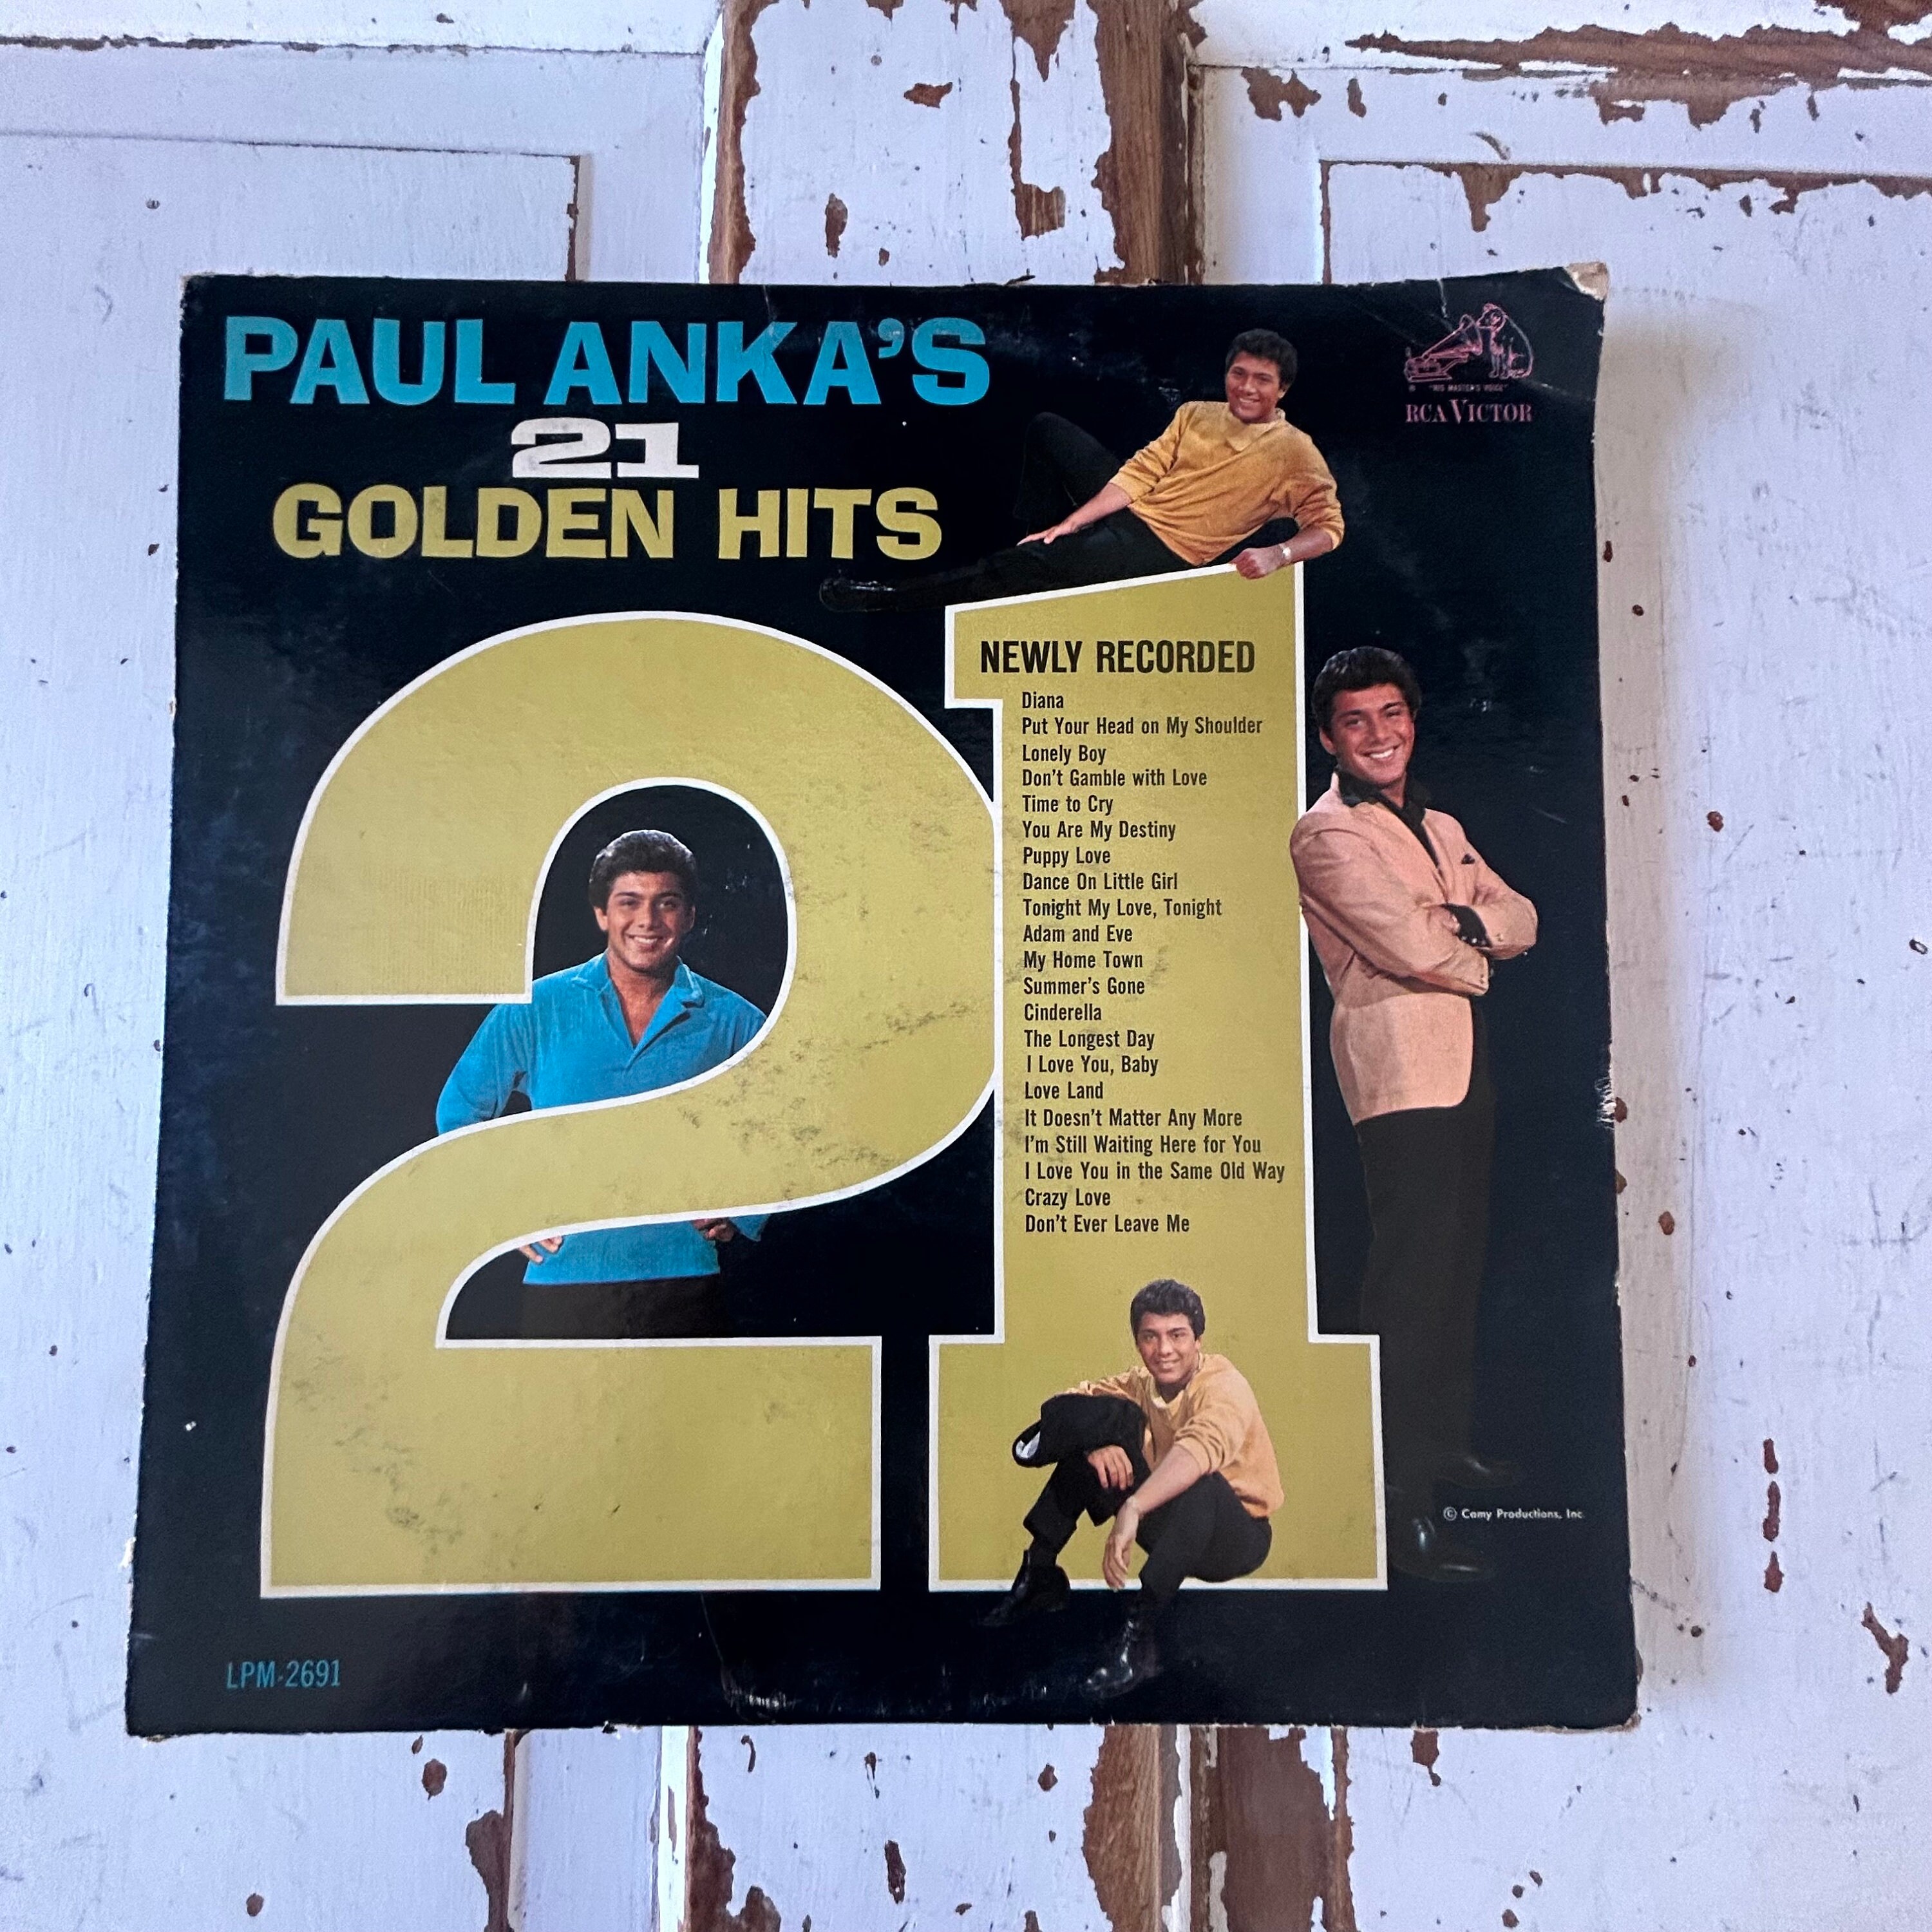 PAUL ANKA'S
21
GOLDEN HITS
"HIS MASTER'S VOICE"
RCA VICTOR
21
NEWLY RECORDED
Diana
Put Your Head on My Shoulder
Lonely Boy
Don't Gamble with Love
Time to Cry
You Are My Destiny
Puppy Love
Dance On Little Girl
Tonight My Love, Tonight
Adam and Eve
My Home Town
Summer's Gone
Cinderella
The Longest Day
I Love You, Baby
Love Land
It Doesn't Matter Any More
I'm Still Waiting Here for You
I Love You in the Same Old Way
Crazy Love
Don't Ever Leave Me
© Camy Productions, Inc.
LPM-2691